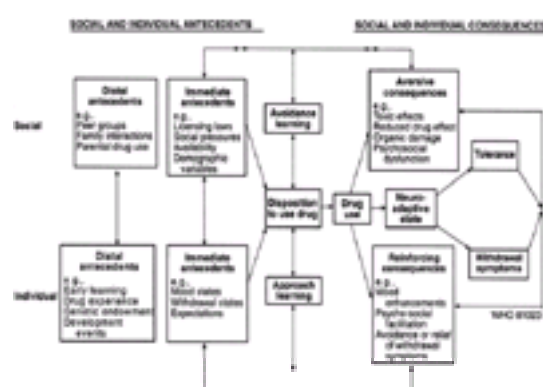 SOCIAL AND INDIVIDUAL ANTECEDENTS
SOCIAL AND INDIVIDUAL CONSEQUENCES
Social
Distal
antecedents
e.g.,
Peer groups
Family interactions
Parental drug use
Immediate
antecedents
e.g.,
Licensing laws
Social pressures
Availability
Demographic
variables
Avoidance
learning
Aversive
consequences
e.g.,
Toxic effects
Reduced drug effect
Organic damage
Psychosocial
dysfunction
Tolerance
Disposition
to use drug
Drug
use
Neuro-
adaptive
state
Withdrawal
symptoms
Individual
Distal
antecedents
e.g.,
Early learning
Drug experience
Genetic endowment
Development
events
Immediate
antecedents
e.g.,
Mood states
Withdrawal states
Expectations
Approach
learning
Reinforcing
consequences
e.g.,
Mood
enhancements
Psycho-social
facilitation
Avoidance or relief
of withdrawal
symptoms
WHO